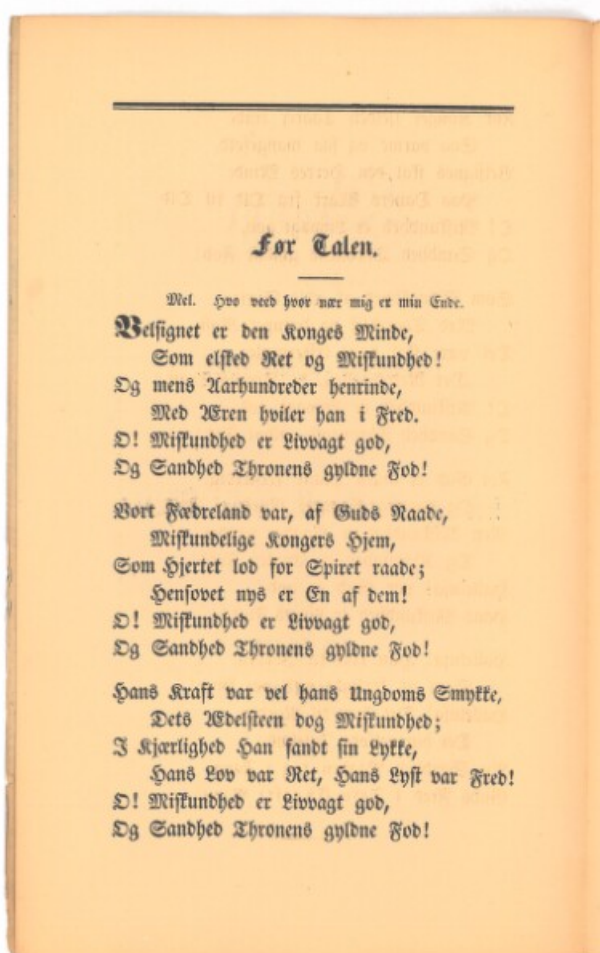 Før Talen.
Mel. Hvo veed hvor nær mig er min Ende.
Velsignet er den Konges Minde,
Som elsked Ret og Miskundhed!
Og mens Aarhundreder henrinde,
Med Æren hviler han i Fred.
O! Miskundhed er Livvagt god,
Og Sandhed Thronens gyldne Fod!
Vort Fædreland var, af Guds Naade,
Miskundelige Kongers Hjem,
Som Hjertet lod for Spiret raade;
Hensovet nys er En af dem!
O! Miskundhed er Livvagt god,
Og Sandhed Thronens gyldne Fod!
Hans Kraft var vel hans Ungdoms Smykke,
Dets Ædelsteen dog Miskundhed;
I Kjærlighed Han fandt sin Lykke,
Hans Lov var Ret, Hans Lyst var Fred!
O! Miskundhed er Livvagt god,
Og Sandhed Thronens gyldne Fod!